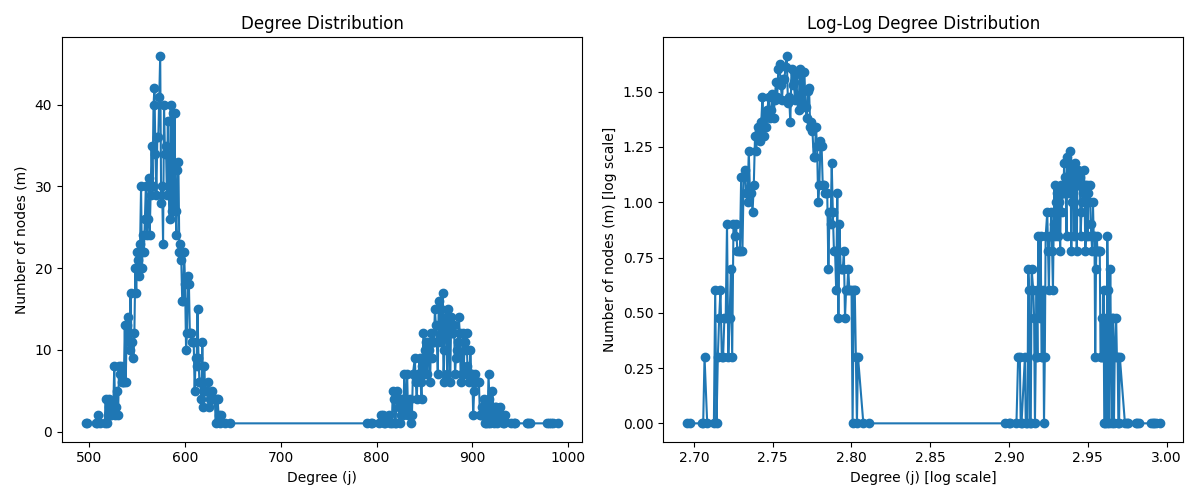 Degree Distribution
Number of nodes (m)
40
30
20
10
0
500 600 700 800 900 1000
Degree (j)
Log-Log Degree Distribution
Number of nodes (m) [log scale]
1.50
1.25
1.00
0.75
0.50
0.25
0.00
2.70 2.75 2.80 2.85 2.90 2.95 3.00
Degree (j) [log scale]